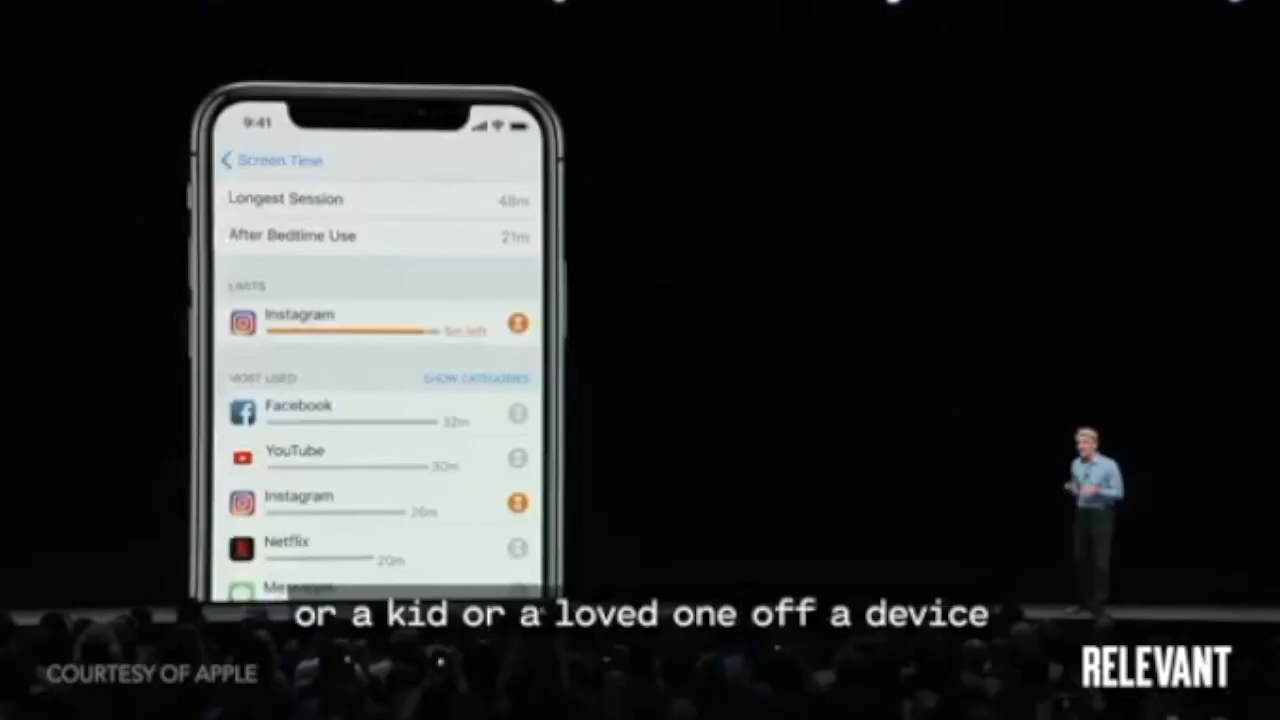 9:41
Screen Time
Longest Session 48m
After Bedtime Use 21m
LIMITS
Instagram
5m left
MOST USED SHOW CATEGORIES
Facebook
32m
YouTube
30m
Instagram
26m
Netflix
20m
Messages
or a kid or a loved one off a device
COURTESY OF APPLE
RELEVANT